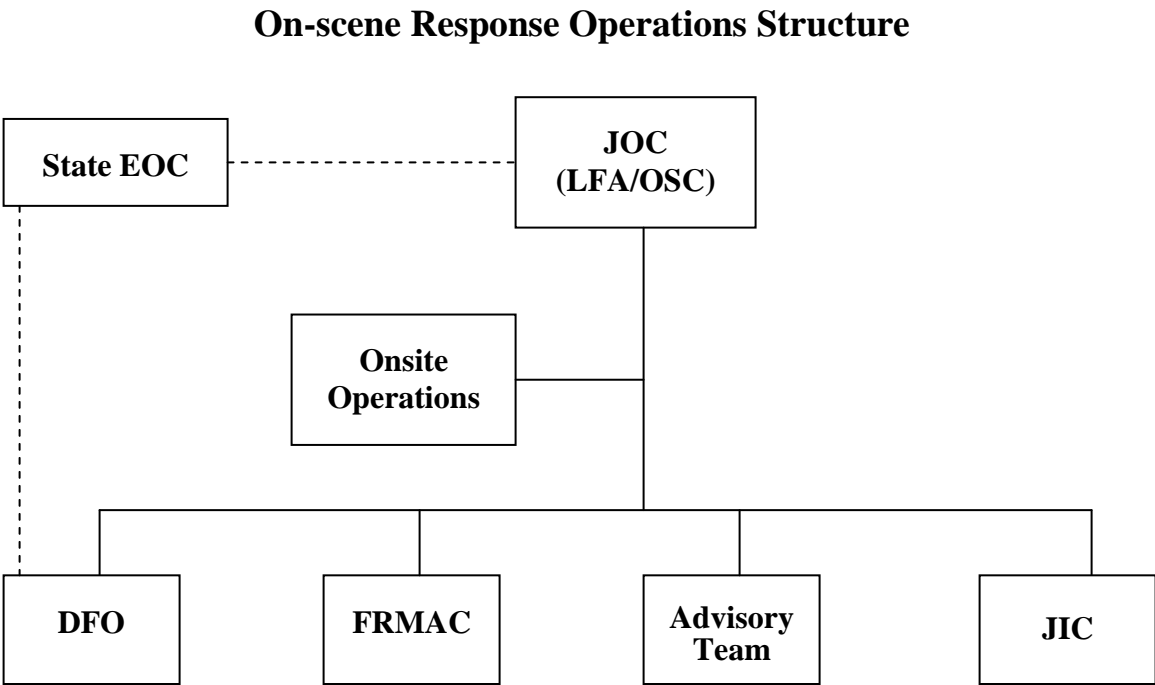 On-scene Response Operations Structure
State EOC
JOC
(LFA/OSC)
Onsite
Operations
DFO
FRMAC
Advisory
Team
JIC